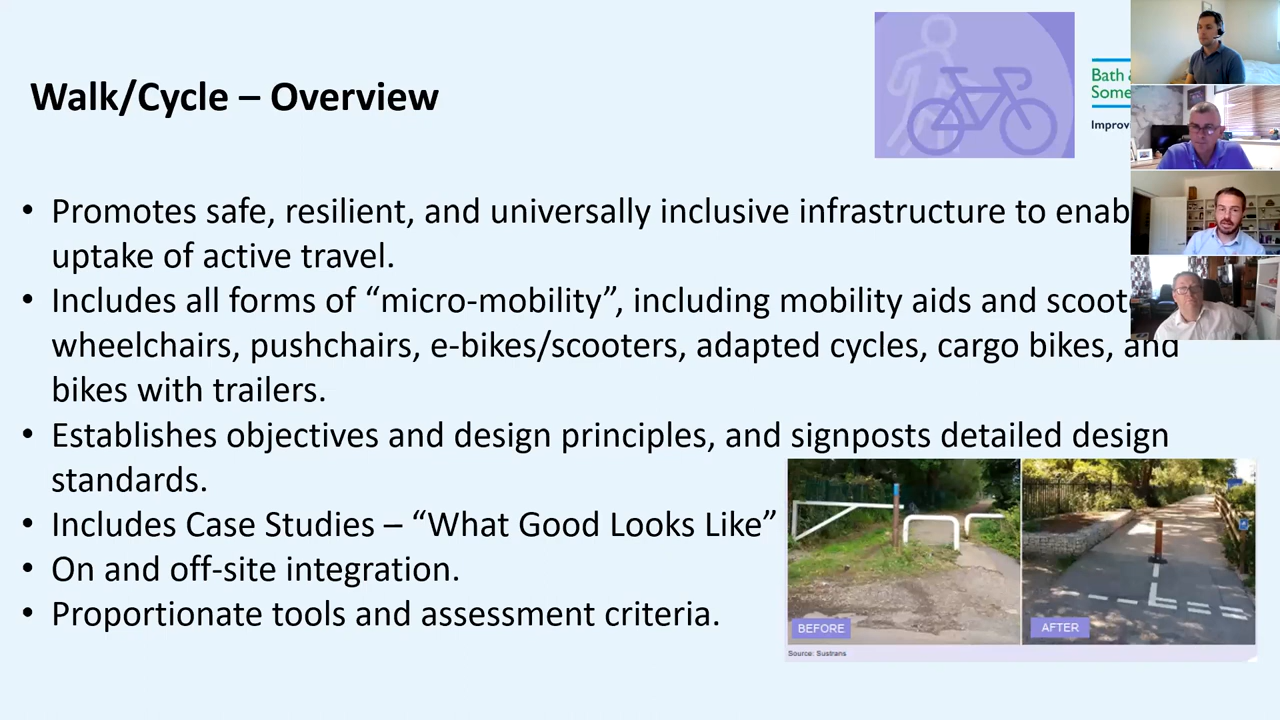 Walk/Cycle – Overview
Bath
Improv
• Promotes safe, resilient, and universally inclusive infrastructure to enab
uptake of active travel.
• Includes all forms of “micro-mobility”, including mobility aids and scoot
wheelchairs, pushchairs, e-bikes/scooters, adapted cycles, cargo bikes, and
bikes with trailers.
• Establishes objectives and design principles, and signposts detailed design
standards.
• Includes Case Studies – “What Good Looks Like”
• On and off-site integration.
• Proportionate tools and assessment criteria.
BEFORE
AFTER
Source: Sustrans